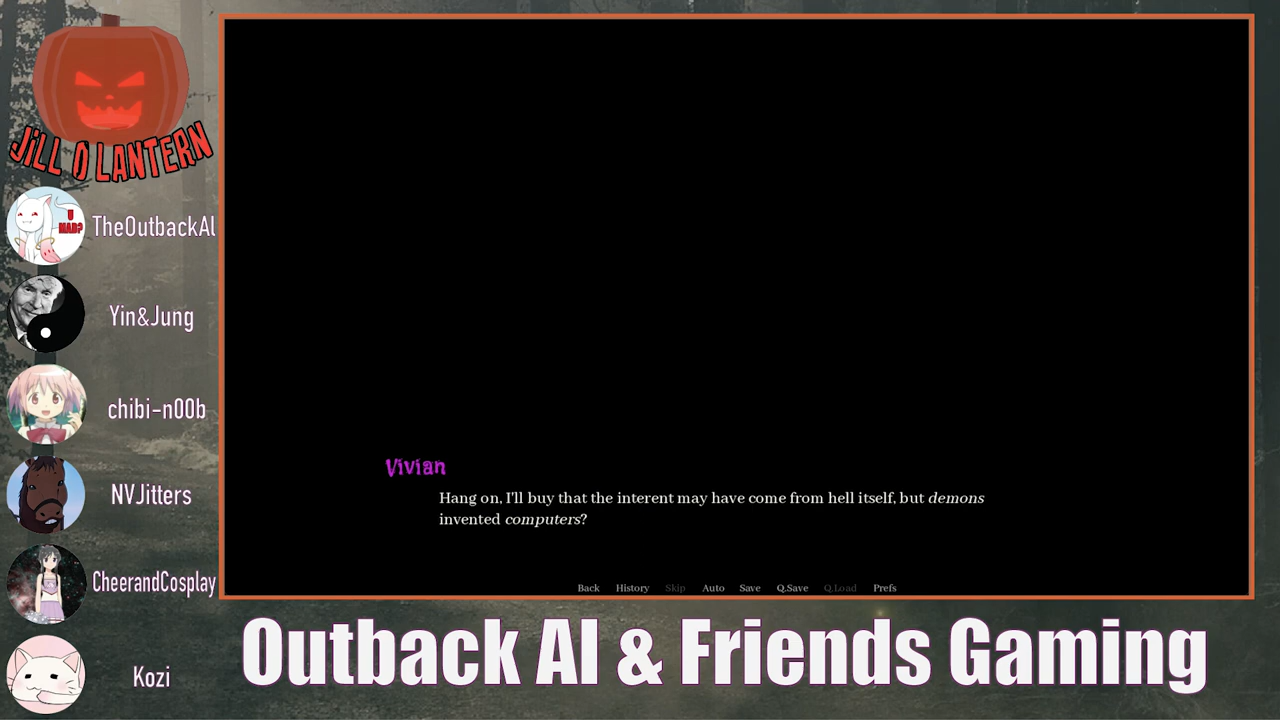 JILL O LANTERN
U
MAD?
TheOutbackAl
Yin&Jung
chibi-n00b
NVJitters
CheerandCosplay
Kozi
Vivian
Hang on, I'll buy that the interent may have come from hell itself, but demons
invented computers?
Back History Skip Auto Save Q.Save Q.Load Prefs
Outback Al & Friends Gaming